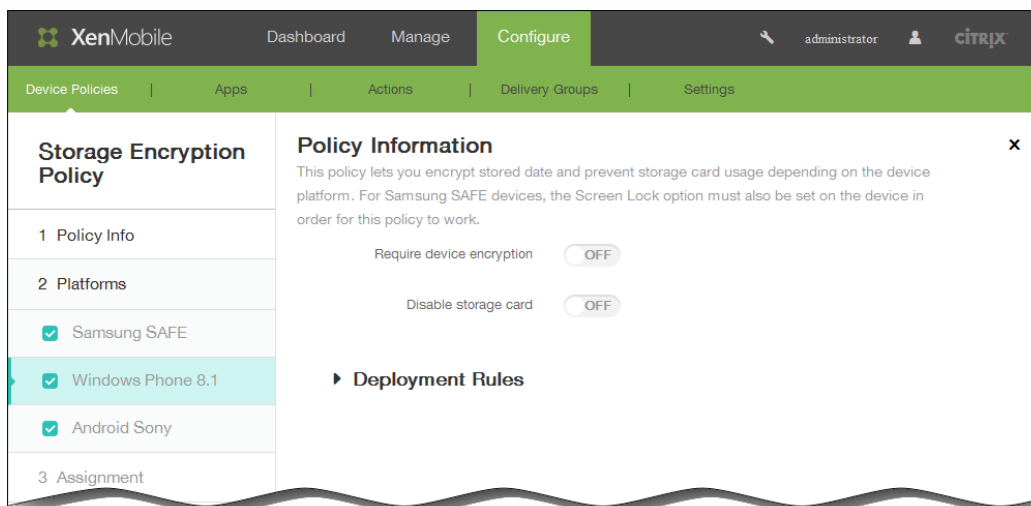 XenMobile Dashboard Manage Configure administrator CİTRIX
Device Policies | Apps | Actions | Delivery Groups | Settings
Storage Encryption
Policy
1 Policy Info
2 Platforms
Samsung SAFE
Windows Phone 8.1
Android Sony
3 Assignment
Policy Information x
This policy lets you encrypt stored date and prevent storage card usage depending on the device
platform. For Samsung SAFE devices, the Screen Lock option must also be set on the device in
order for this policy to work.
Require device encryption OFF
Disable storage card OFF
Deployment Rules